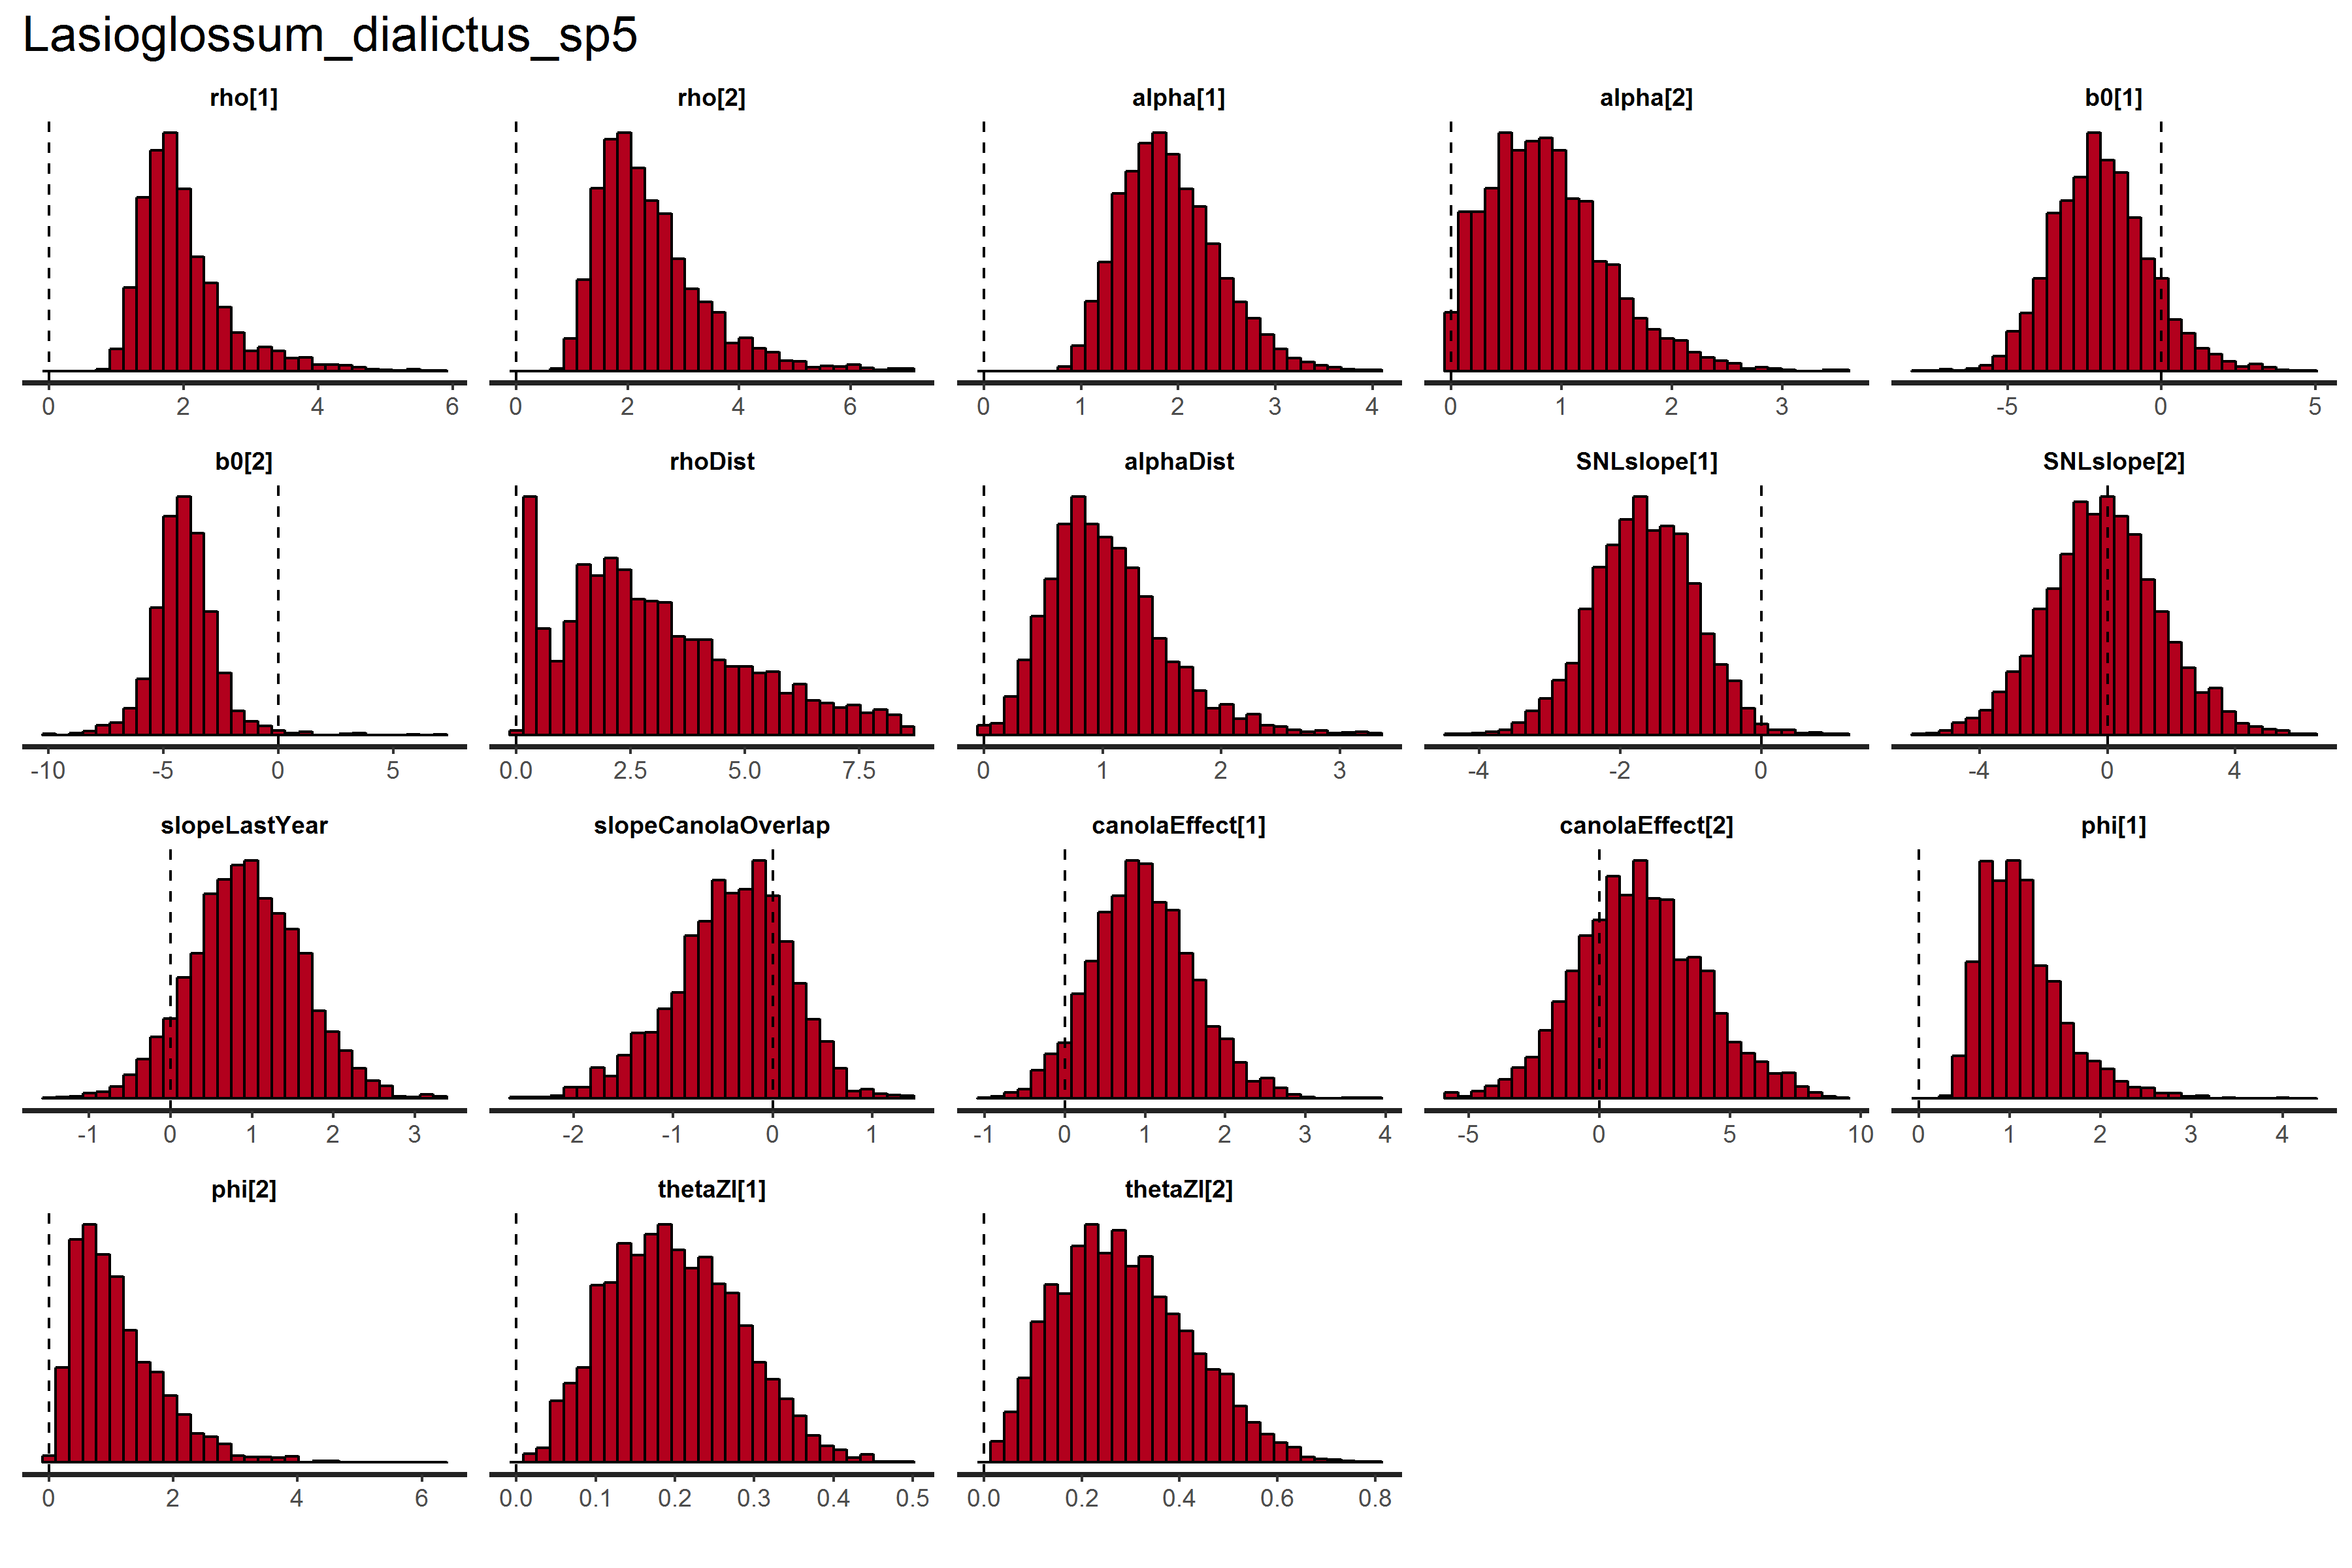 Lasioglossum_dialictus_sp5
rho[1] rho[2] alpha[1] alpha[2] b0[1]
0 2 4 6 0 2 4 6 0 1 2 3 4 0 1 2 3 -5 0 5
b0[2] rhoDist alphaDist SNLslope[1] SNLslope[2]
-10 -5 0 5 0.0 2.5 5.0 7.5 0 1 2 3 -4 -2 0 -4 0 4
slopeLastYear slopeCanolaOverlap canolaEffect[1] canolaEffect[2] phi[1]
-1 0 1 2 3 -2 -1 0 1 -1 0 1 2 3 4 -5 0 5 10 0 1 2 3 4
phi[2] thetaZI[1] thetaZI[2]
0 2 4 6 0.0 0.1 0.2 0.3 0.4 0.5 0.0 0.2 0.4 0.6 0.8